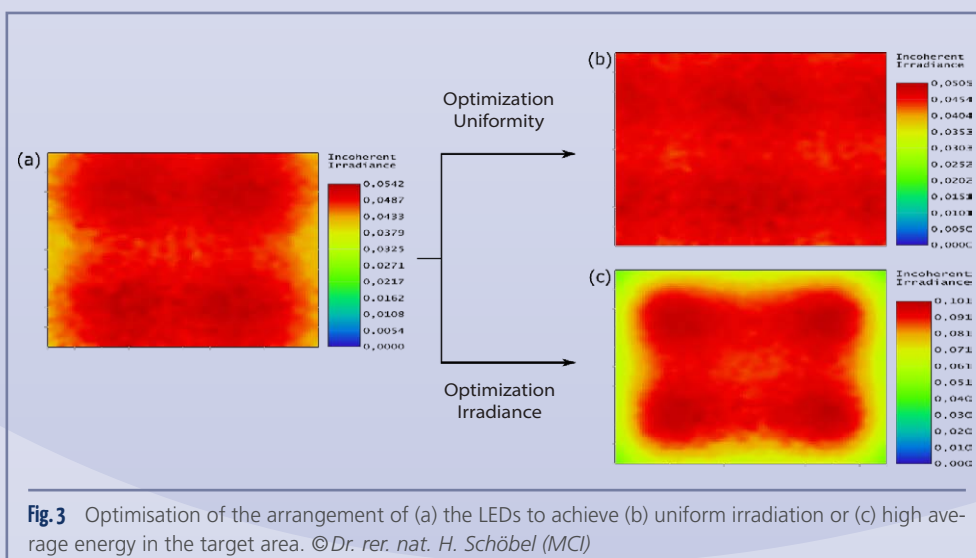 (a)
Incoherent
Irradiance
0,0542
0,0487
0,0433
0,0379
0,0325
0,0271
0,0217
0,0162
0,0108
0,0054
0,0000
Optimization
Uniformity
Optimization
Irradiance
(b)
Incoherent
Irradiance
0,0505
0,0454
0,0404
0,0353
0,0303
0,0252
0,0202
0,0151
0,0101
0,0050
0,000
(c)
Incoherent
Irradiance
0,101
0,091
0,081
0,071
0,061
0,051
0,040
0,030
0,020
0,010
0,000
Fig. 3 Optimisation of the arrangement of (a) the LEDs to achieve (b) uniform irradiation or (c) high ave-
rage energy in the target area. ©Dr. rer. nat. H. Schöbel (MCI)